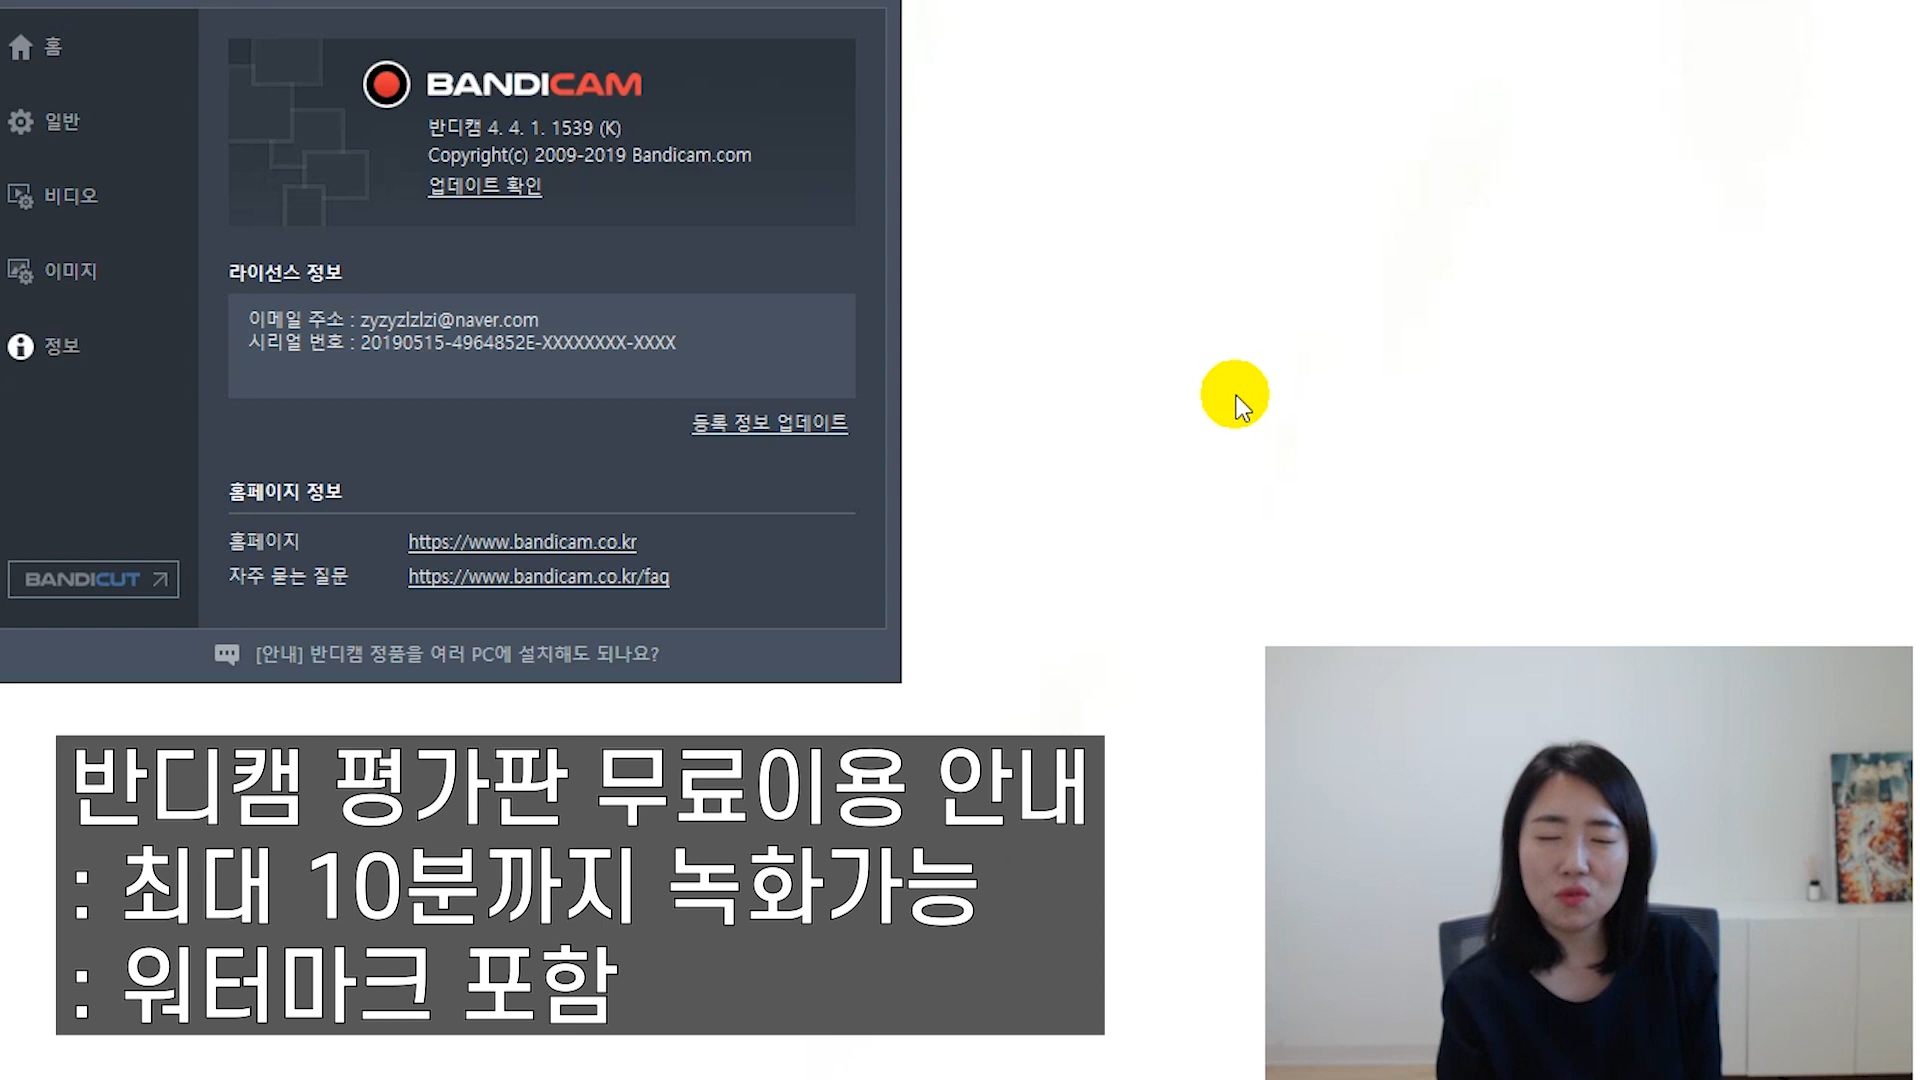 홈
일반
비디오
이미지
정보
BANDICUT
BANDICAM
반디캠 4. 4. 1. 1539 (K)
Copyright(c) 2009-2019 Bandicam.com
업데이트 확인
라이선스 정보
이메일 주소 : zyzyzlzlzi@naver.com
시리얼 번호 : 20190515-4964852E-XXXXXXXX-XXXX
등록 정보 업데이트
홈페이지 정보
홈페이지 https://www.bandicam.co.kr
자주 묻는 질문 https://www.bandicam.co.kr/faq
[안내] 반디캠 정품을 여러 PC에 설치해도 되나요?
반디캠 평가판 무료이용 안내
: 최대 10분까지 녹화가능
: 워터마크 포함